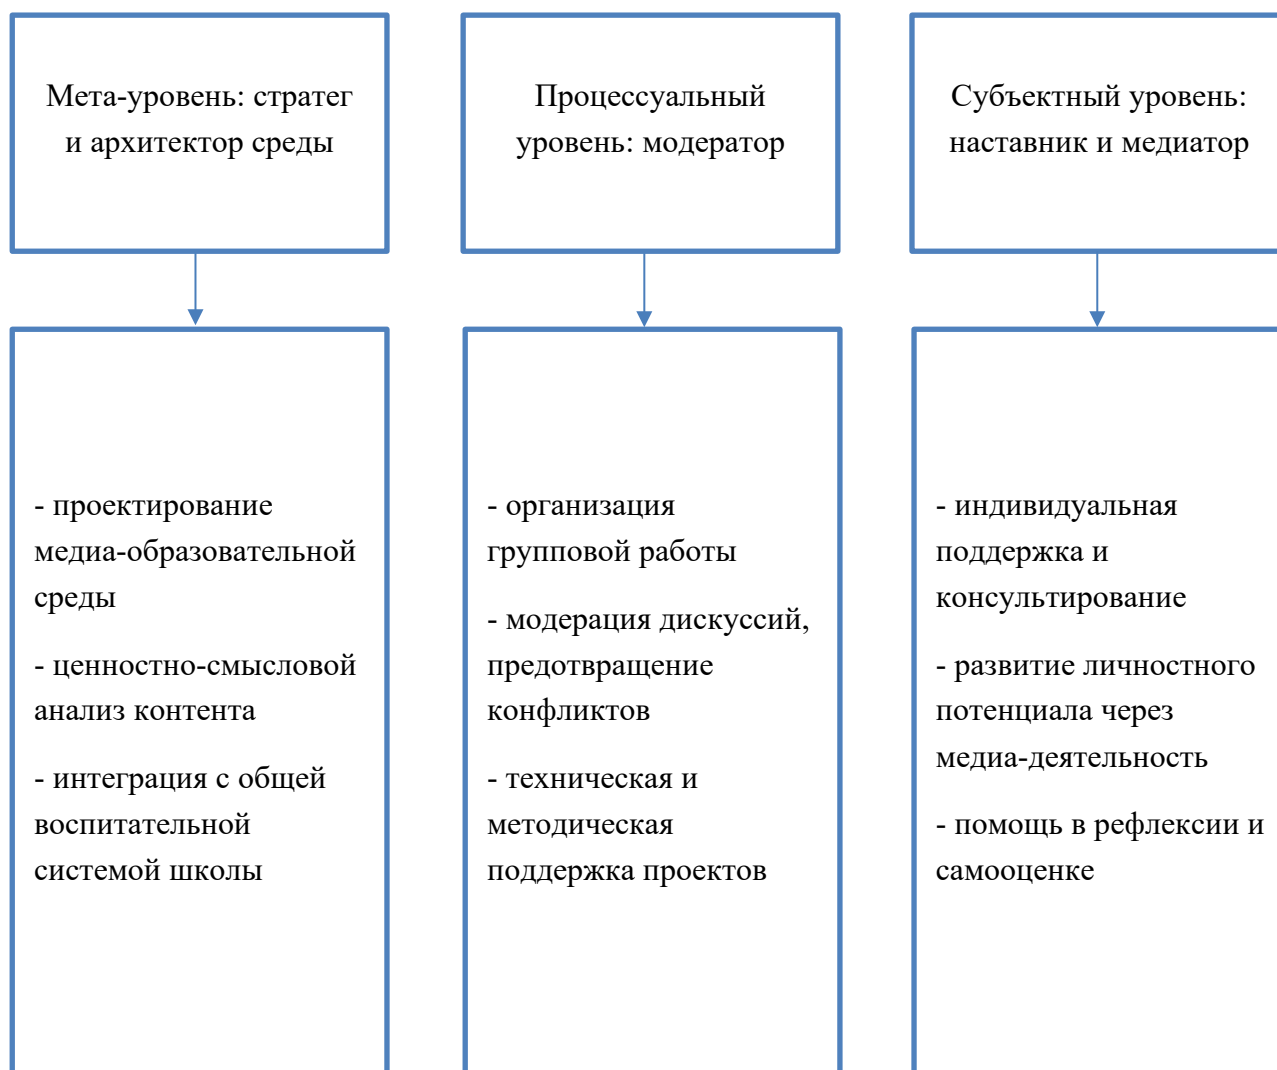 Мета-уровень: стратег
и архитектор среды
Процессуальный
уровень: модератор
Субъектный уровень:
наставник и медиатор
- проектирование
медиа-образовательной
среды
- ценностно-смысловой
анализ контента
- интеграция с общей
воспитательной
системой школы
- организация
групповой работы
- модерация дискуссий,
предотвращение
конфликтов
- техническая и
методическая
поддержка проектов
- индивидуальная
поддержка и
консультирование
- развитие личностного
потенциала через
медиа-деятельность
- помощь в рефлексии и
самооценке